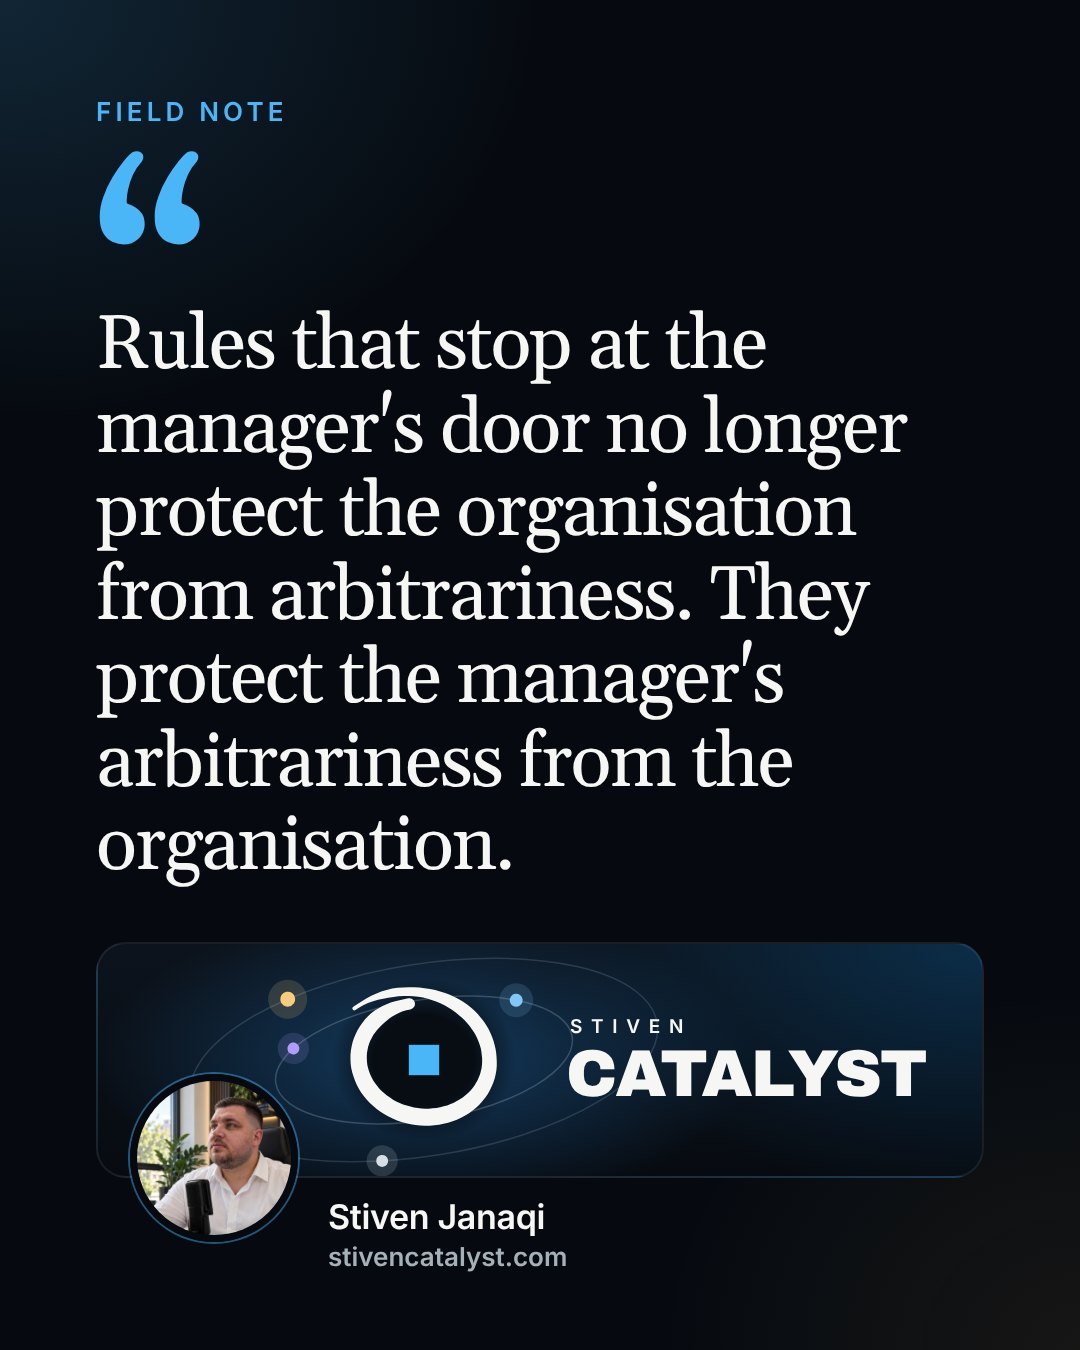 FIELD NOTE
“
Rules that stop at the
manager's door no longer
protect the organisation
from arbitrariness. They
protect the manager's
arbitrariness from the
organisation.
STIVEN
CATALYST
Stiven Janaqi
stivencatalyst.com